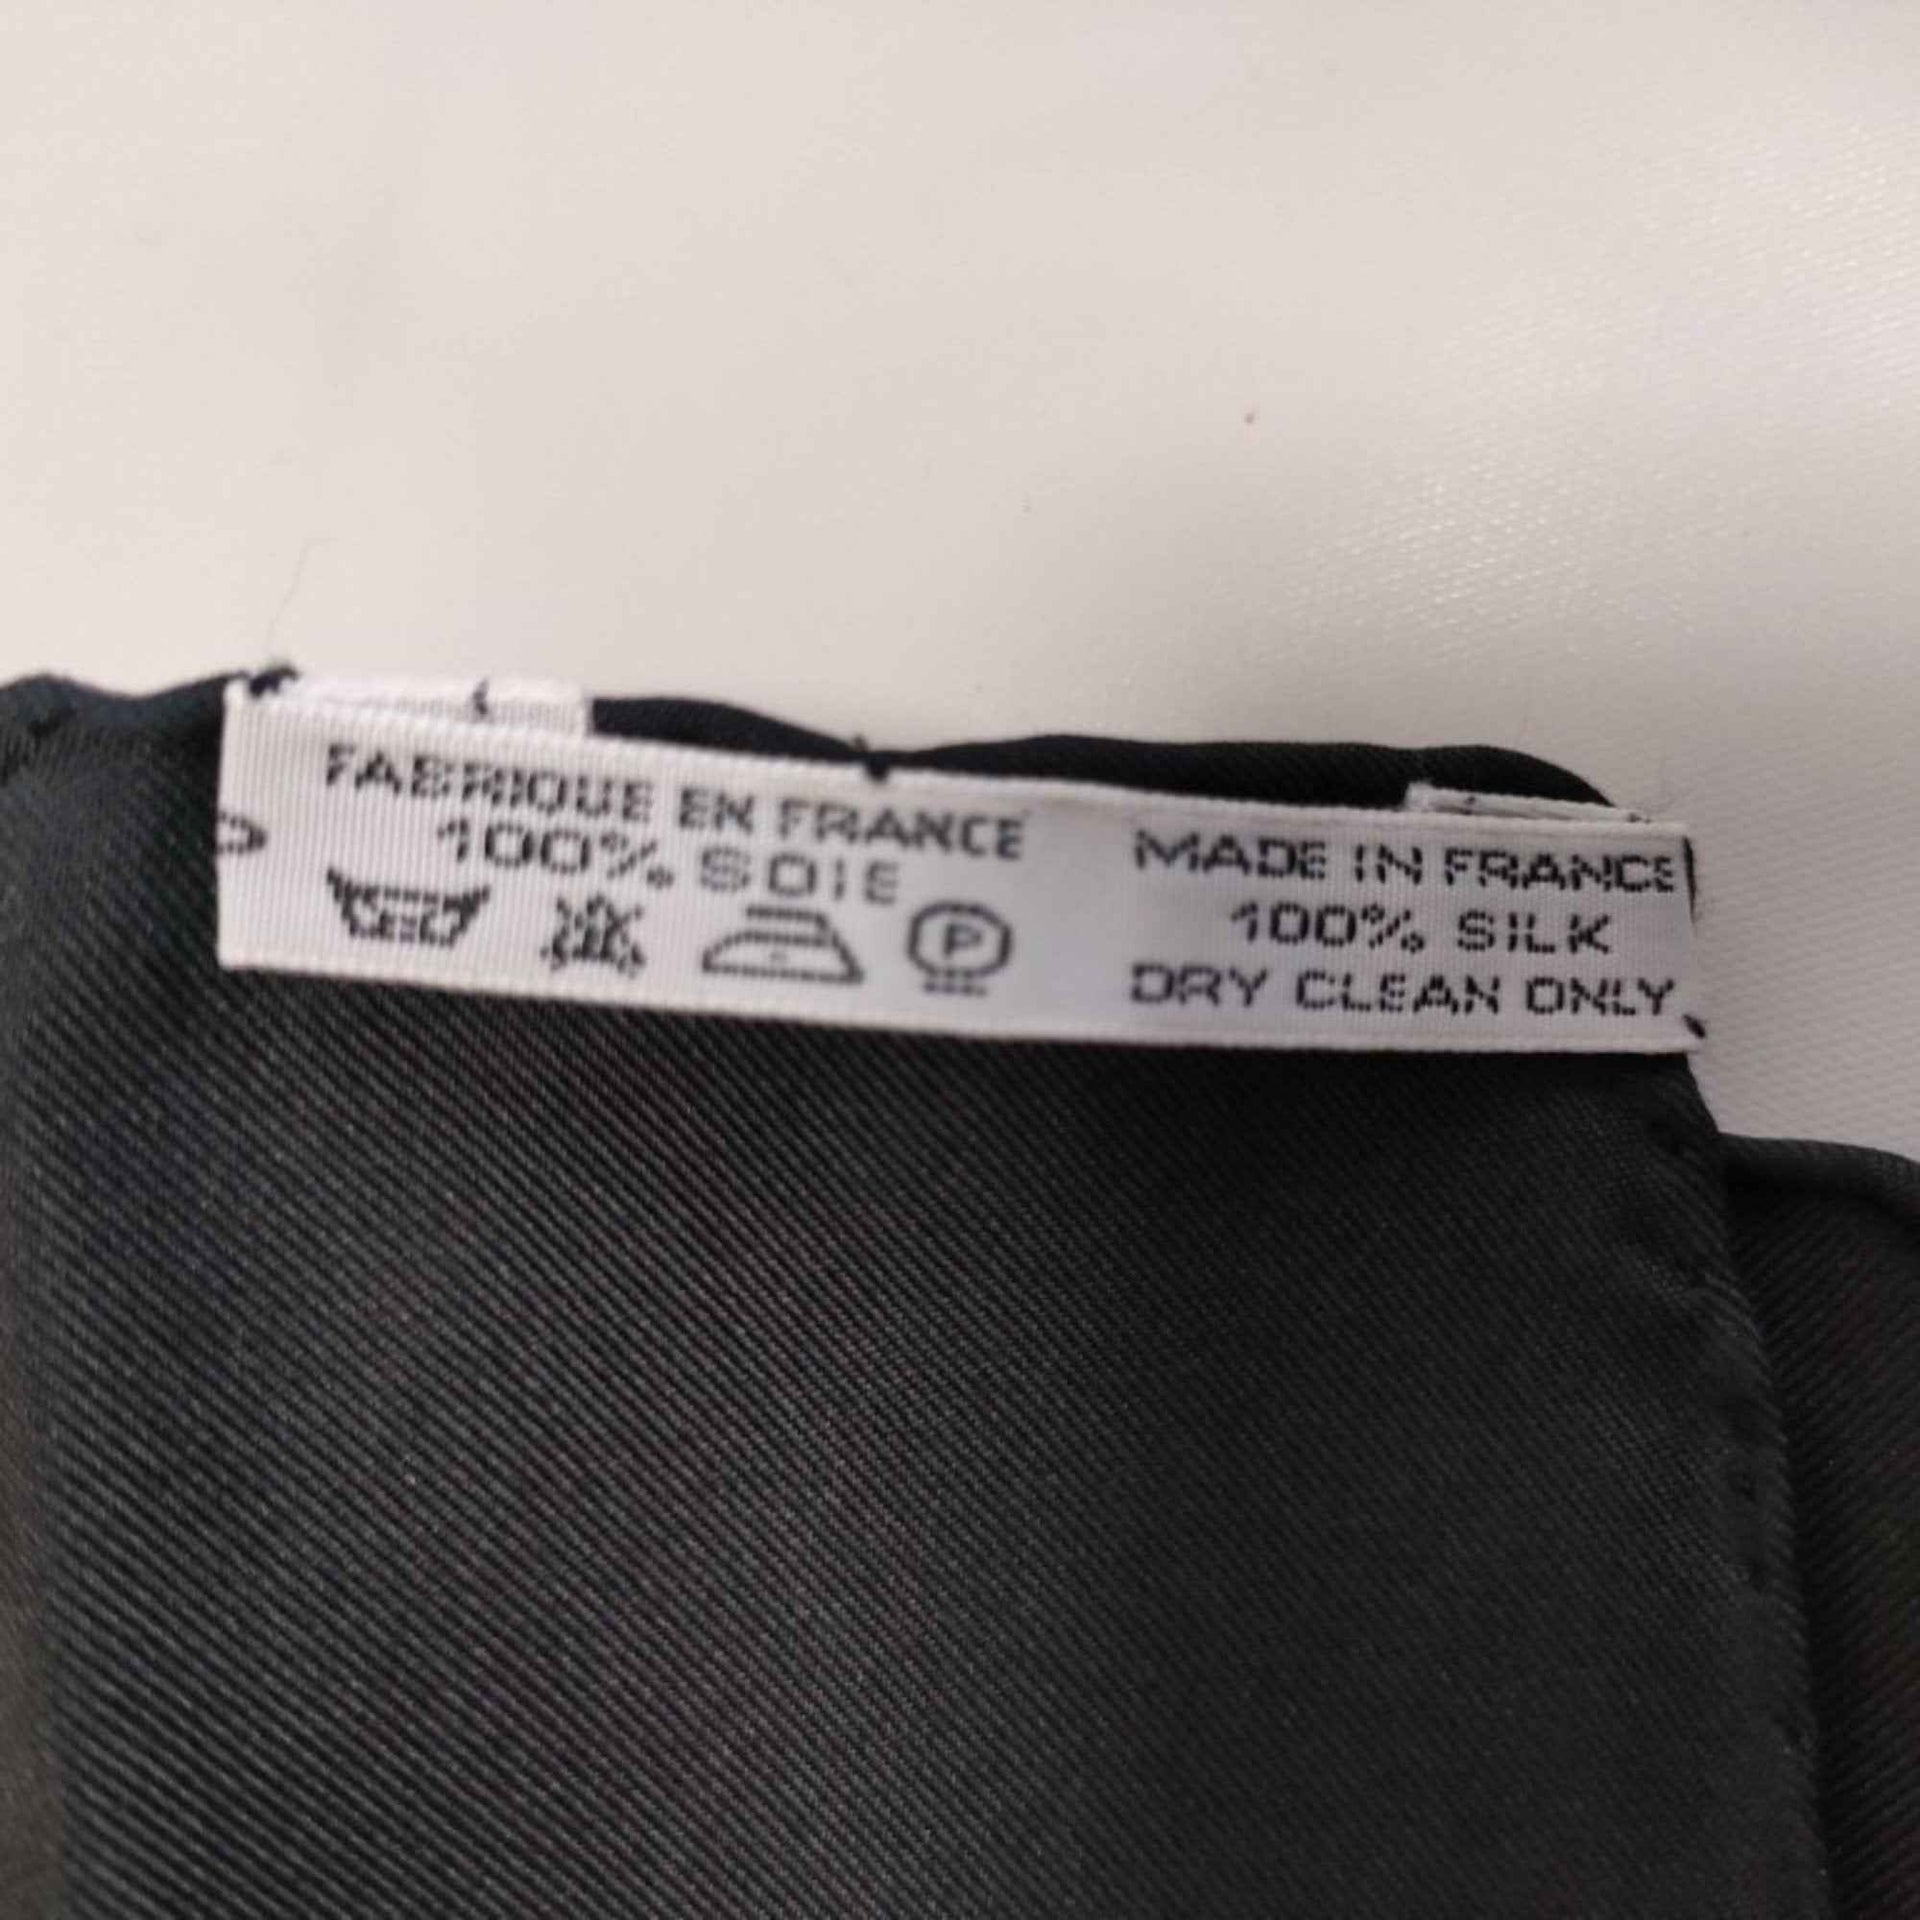 FABRIQUE EN FRANCE
100% SOIE
P
MADE IN FRANCE
100% SILK
DRY CLEAN ONLY